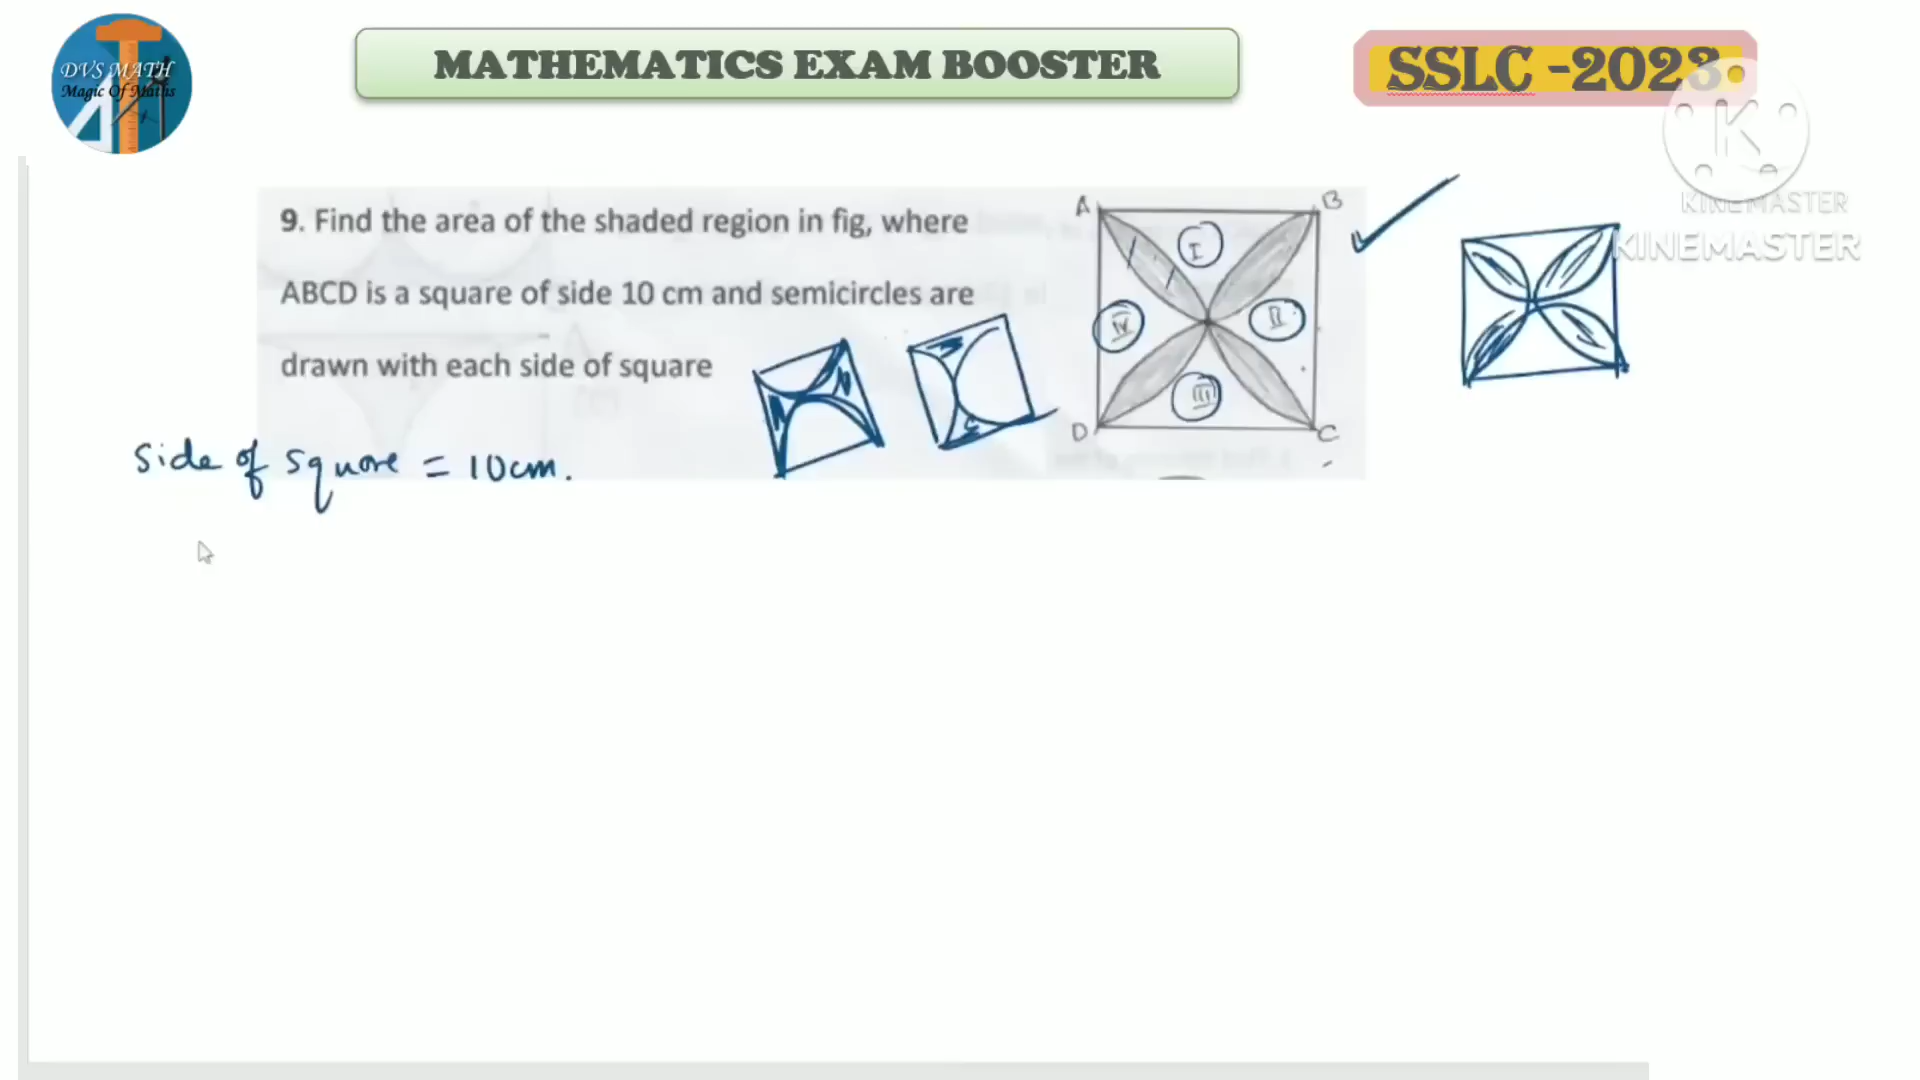 DVS MATH
Magic Of Maths
MATHEMATICS EXAM BOOSTER
SSLC -2023
KINEMASTER
KINEMASTER
9. Find the area of the shaded region in fig, where
ABCD is a square of side 10 cm and semicircles are
drawn with each side of square
A
B
I
II
III
IV
D
C
Side of square = 10cm.